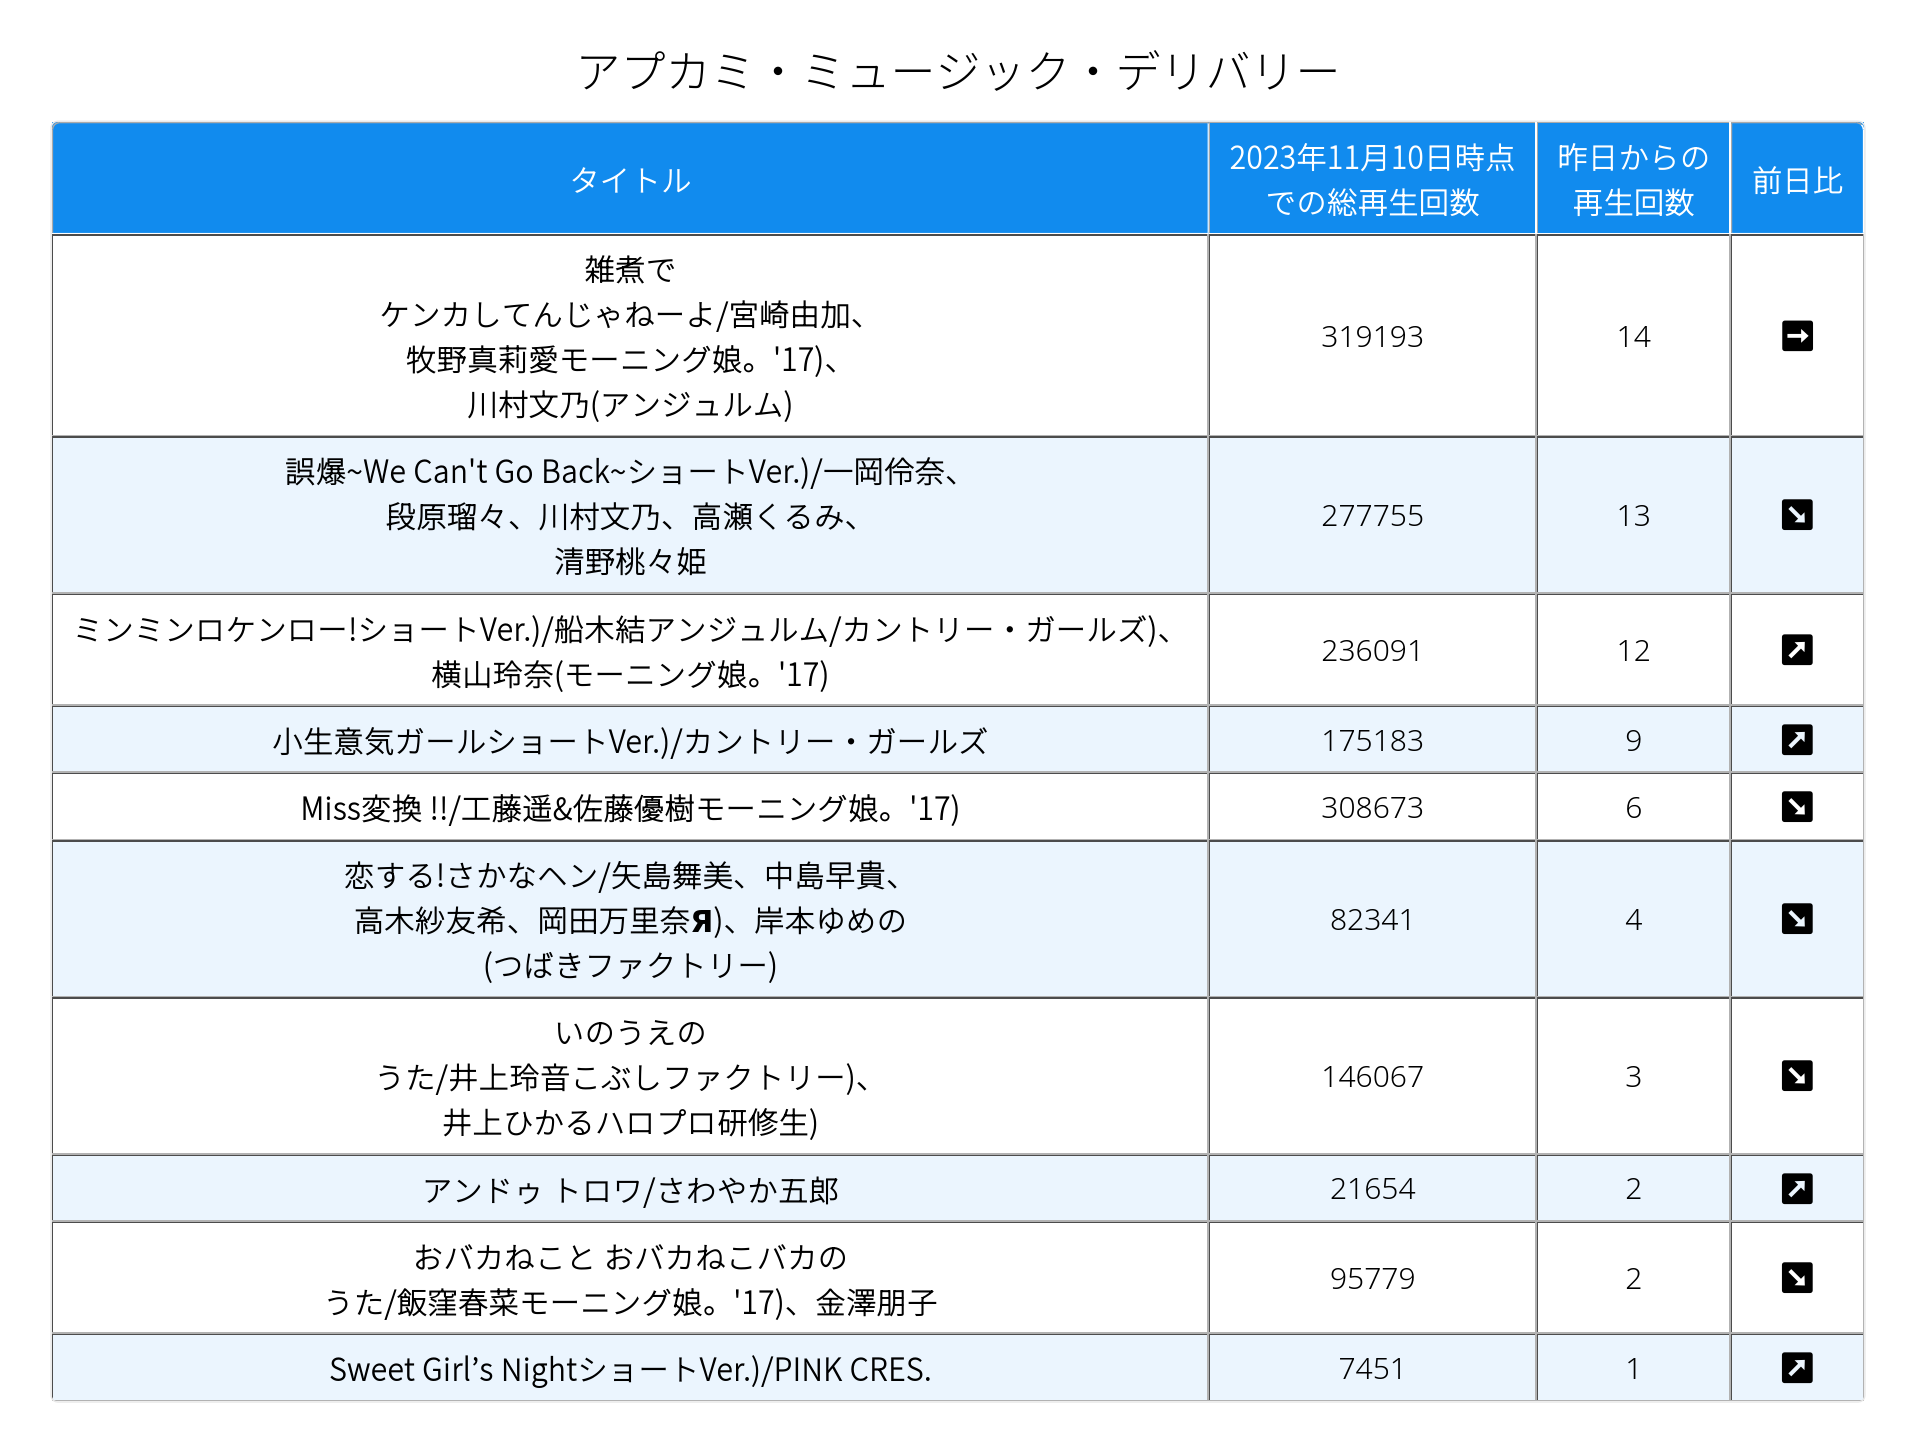 アプカミ・ミュージック・デリバリー
タイトル
2023年11月10日時点
での総再生回数
昨日からの
再生回数
前日比
雑煮で
ケンカしてんじゃねーよ/宮崎由加、
牧野真莉愛モーニング娘。'17)、
川村文乃(アンジュルム)
319193
14
➡
誤爆~We Can't Go Back~ショートVer.)/一岡伶奈、
段原瑠々、川村文乃、高瀬くるみ、
清野桃々姫
277755
13
↘
ミンミンロケンロー!ショートVer.)/船木結アンジュルム/カントリー・ガールズ)、
横山玲奈(モーニング娘。'17)
236091
12
↗
小生意気ガールショートVer.)/カントリー・ガールズ
175183
9
↗
Miss変換 !!/工藤遥&佐藤優樹モーニング娘。'17)
308673
6
↘
恋する!さかなヘン/矢島舞美、中島早貴、
高木紗友希、岡田万里奈Я)、岸本ゆめの
(つばきファクトリー)
82341
4
↘
いのうえの
うた/井上玲音こぶしファクトリー)、
井上ひかるハロプロ研修生)
146067
3
↘
アンドゥ トロワ/さわやか五郎
21654
2
↗
おバカねこと おバカねこバカの
うた/飯窪春菜モーニング娘。'17)、金澤朋子
95779
2
↘
Sweet Girl’s NightショートVer.)/PINK CRES.
7451
1
↗